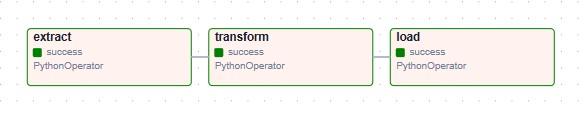 extract
success
PythonOperator
transform
success
PythonOperator
load
success
PythonOperator